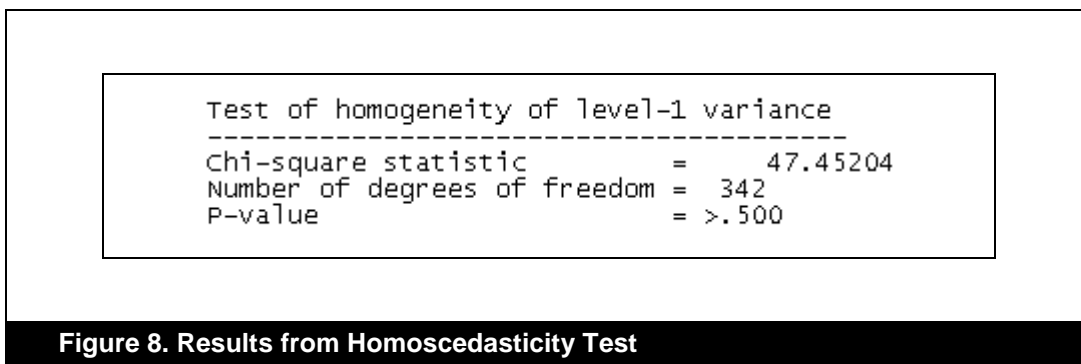 Test of homogeneity of level-1 variance
----------------------------------------
Chi-square statistic = 47.45204
Number of degrees of freedom = 342
P-value = >.500
Figure 8. Results from Homoscedasticity Test